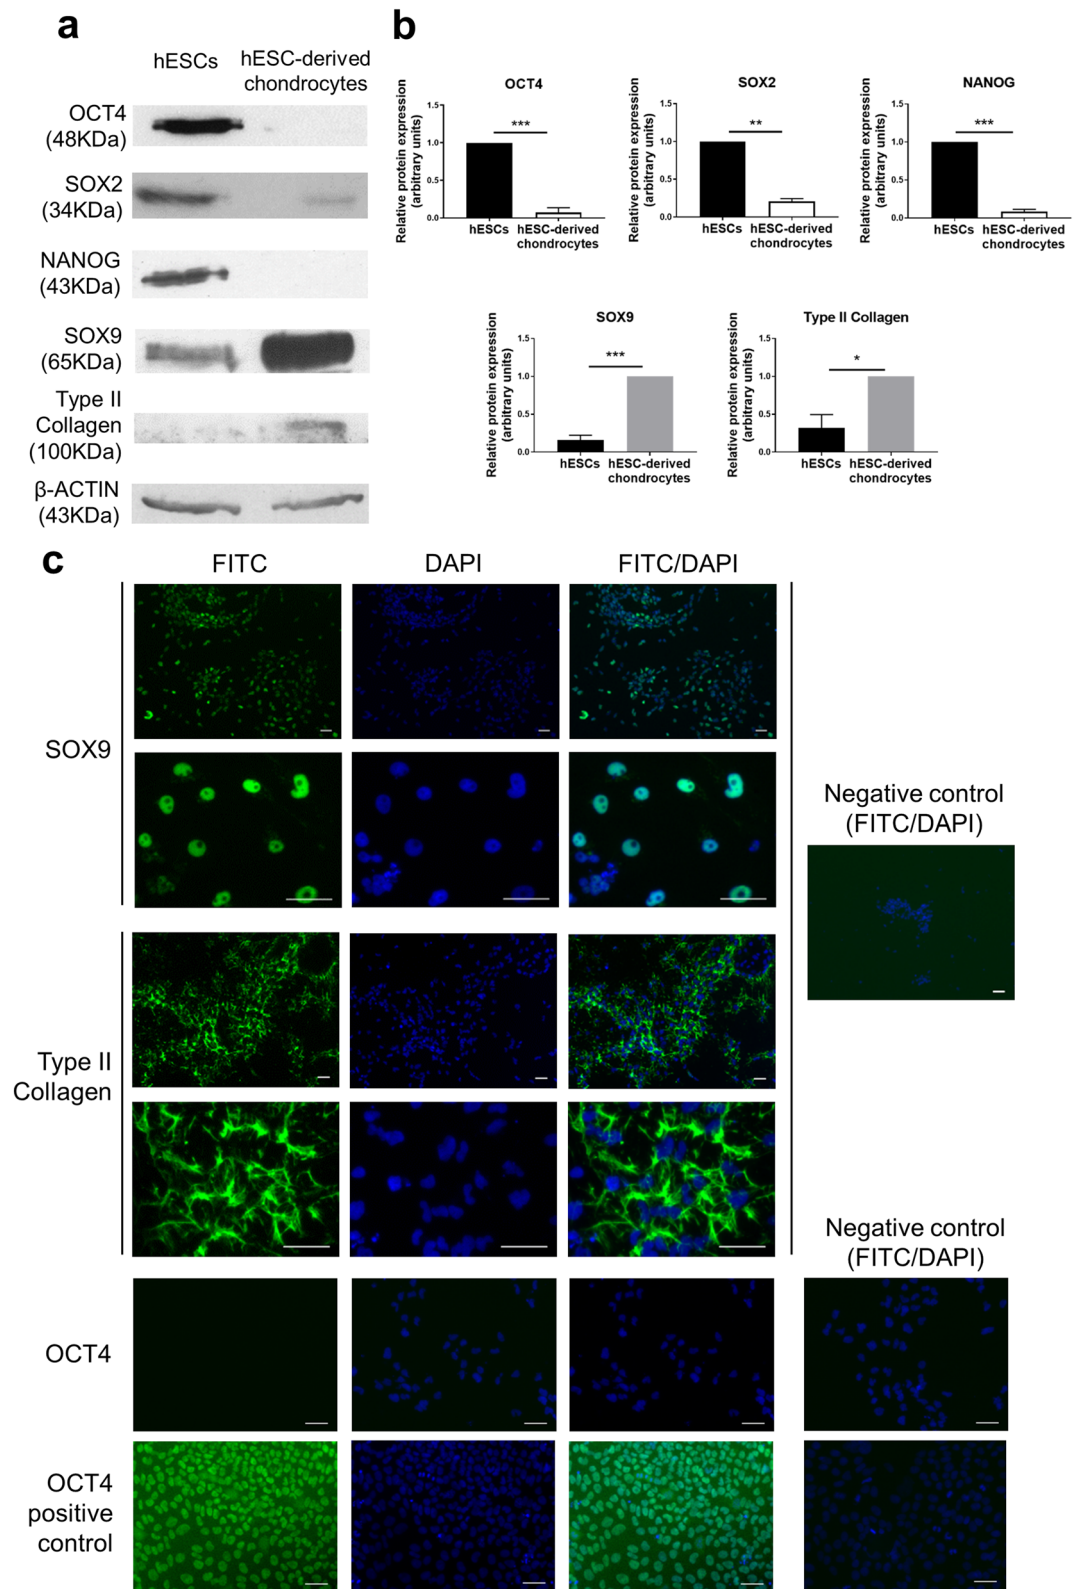 a
hESCs
hESC-derived
chondrocytes
OCT4
(48KDa)
SOX2
(34KDa)
NANOG
(43KDa)
SOX9
(65KDa)
Type II
Collagen
(100KDa)
β-ACTIN
(43KDa)
b
OCT4
Relative protein expression
(arbitrary units)
1.5
1.0
0.5
0.0
***
hESCs
hESC-derived
chondrocytes
SOX2
Relative protein expression
(arbitrary units)
1.5
1.0
0.5
0.0
**
hESCs
hESC-derived
chondrocytes
NANOG
Relative protein expression
(arbitrary units)
1.5
1.0
0.5
0.0
***
hESCs
hESC-derived
chondrocytes
SOX9
Relative protein expression
(arbitrary units)
1.5
1.0
0.5
0.0
***
hESCs
hESC-derived
chondrocytes
Type II Collagen
Relative protein expression
(arbitrary units)
1.5
1.0
0.5
0.0
*
hESCs
hESC-derived
chondrocytes
c
FITC
DAPI
FITC/DAPI
SOX9
Negative control
(FITC/DAPI)
Type II
Collagen
Negative control
(FITC/DAPI)
OCT4
OCT4
positive
control